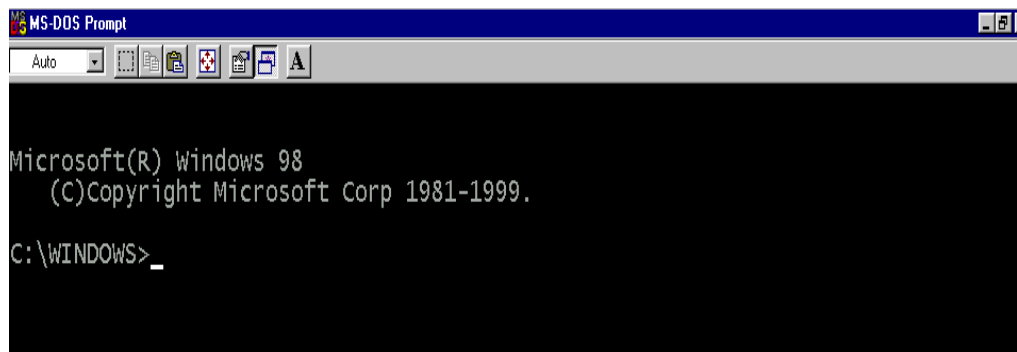 MS-DOS Prompt
Auto A
Microsoft(R) Windows 98
(C)Copyright Microsoft Corp 1981-1999.
C:\WINDOWS>_